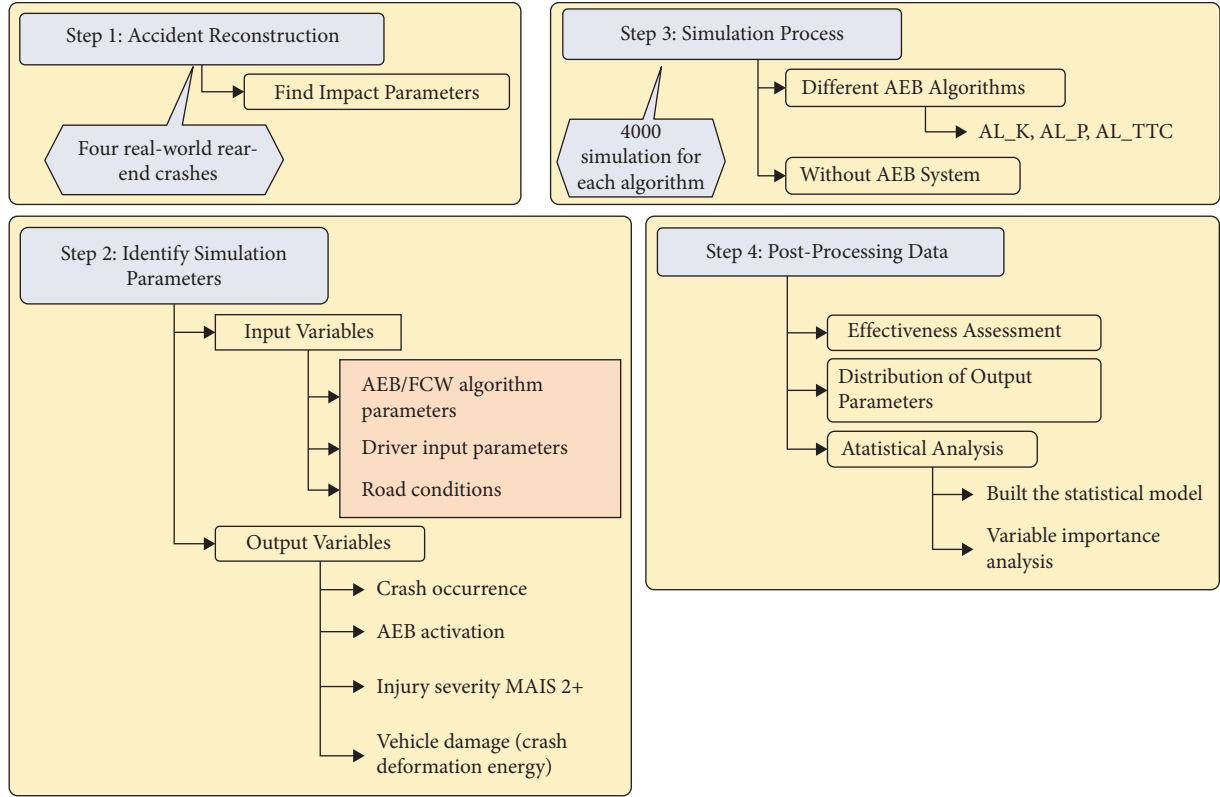 Step 1: Accident Reconstruction
Find Impact Parameters
Four real-world rear-
end crashes
Step 2: Identify Simulation
Parameters
Input Variables
AEB/FCW algorithm
parameters
Driver input parameters
Road conditions
Output Variables
Crash occurrence
AEB activation
Injury severity MAIS 2+
Vehicle damage (crash
deformation energy)
Step 3: Simulation Process
Different AEB Algorithms
AL_K, AL_P, AL_TTC
4000
simulation for
each algorithm
Without AEB System
Step 4: Post-Processing Data
Effectiveness Assessment
Distribution of Output
Parameters
Atatistical Analysis
Built the statistical model
Variable importance
analysis